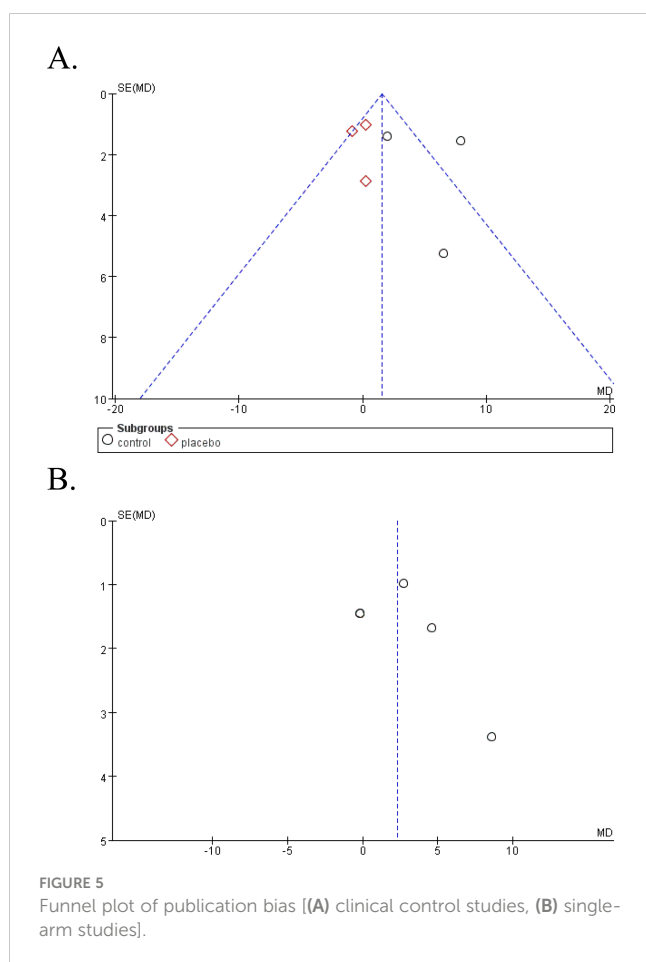 A.
SE(MD)
0
2
4
6
8
10
MD
-20
-10
0
10
20
Subgroups
control
placebo
B.
SE(MD)
0
1
2
3
4
5
MD
-10
-5
0
5
10
FIGURE 5
Funnel plot of publication bias [(A) clinical control studies, (B) single-
arm studies].